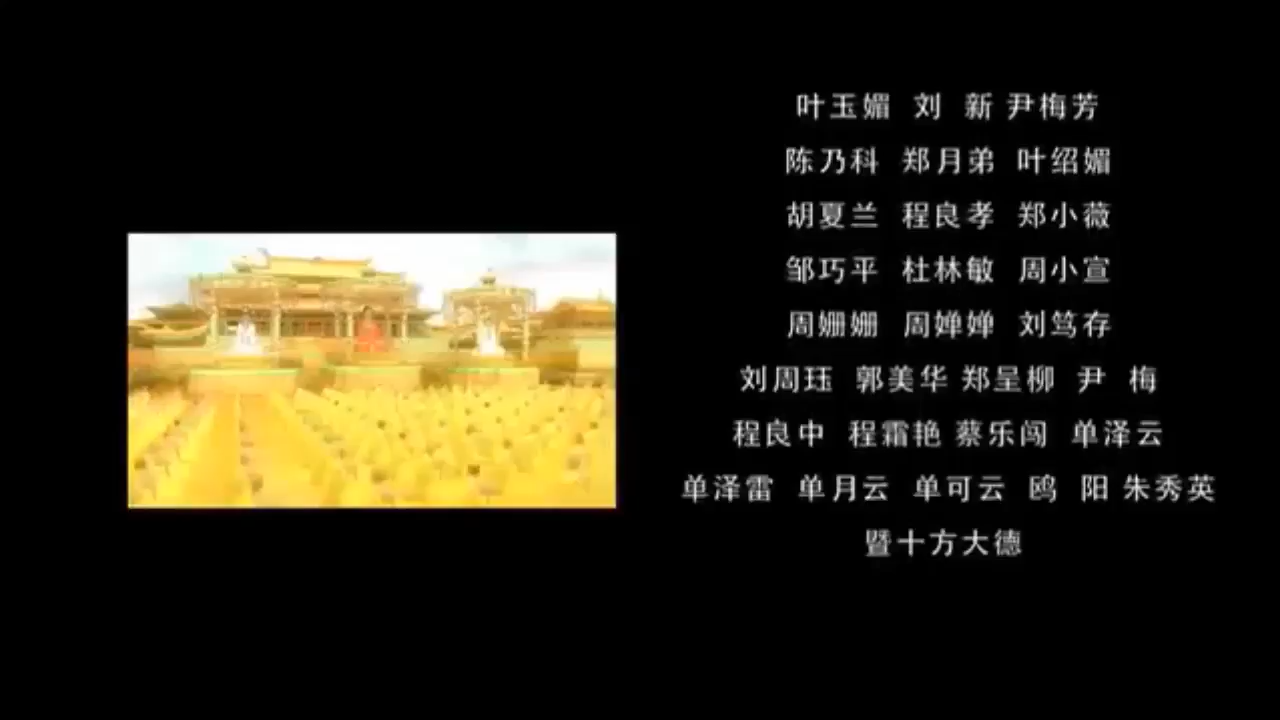 叶玉媚 刘 新 尹梅芳
陈乃科 郑月弟 叶绍媚
胡夏兰 程良孝 郑小薇
邹巧平 杜林敏 周小宣
周姗姗 周婵婵 刘笃存
刘周珏 郭美华 郑呈柳 尹 梅
程良中 程霜艳 蔡乐闯 单泽云
单泽雷 单月云 单可云 鸥 阳 朱秀英
暨十方大德